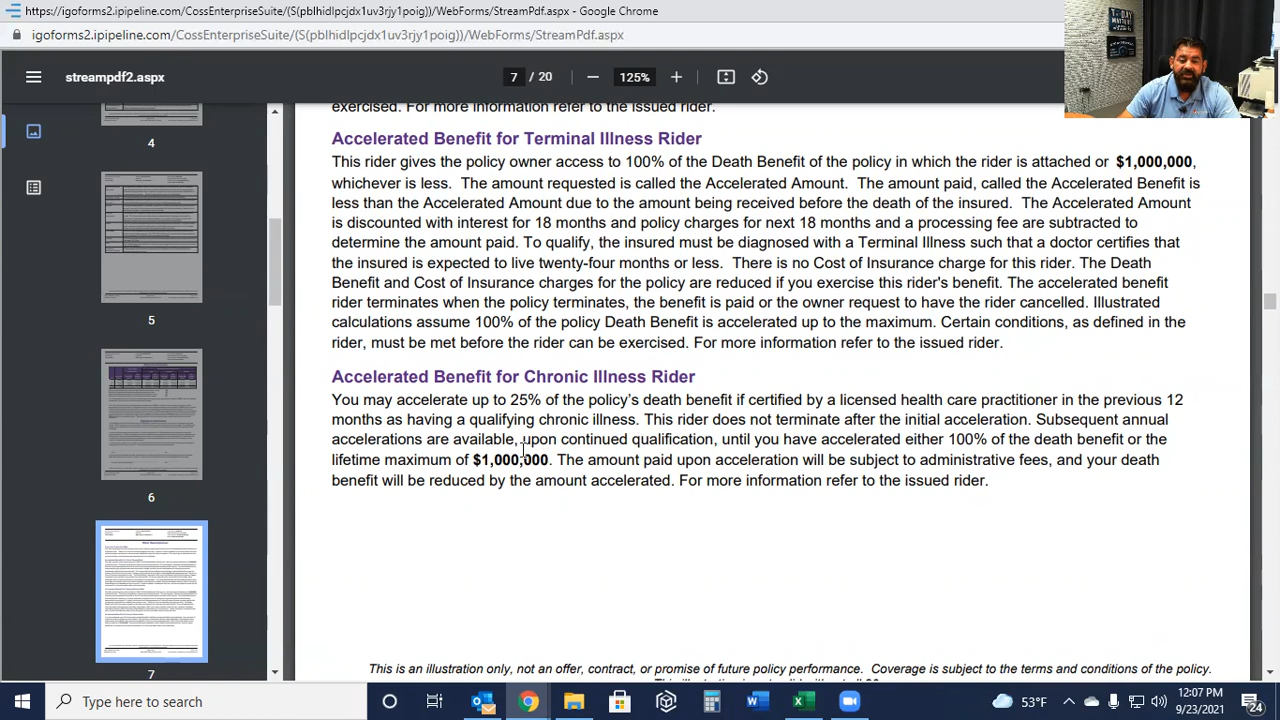 https://igoforms2.ipipeline.com/CossEnterpriseSuite/(S(pblhidlpcjdx1uv3rjy1poig))/WebForms/StreamPdf.aspx - Google Chrome
igoforms2.ipipeline.com/CossEnterpriseSuite/(S(pblhidlpcjdx1uv3rjy1poig))/WebForms/StreamPdf.aspx
TODAY
MATTERS
streampdf2.aspx
7 / 20
125%
4
5
6
7
exercised. For more information refer to the issued rider.
Accelerated Benefit for Terminal Illness Rider
This rider gives the policy owner access to 100% of the Death Benefit of the policy in which the rider is attached or $1,000,000,
whichever is less. The amount requested is called the Accelerated Amount. The amount paid, called the Accelerated Benefit is
less than the Accelerated Amount due to the amount being received before the death of the insured. The Accelerated Amount
is discounted with interest for 18 months and policy charges for next 18 months and a processing fee are subtracted to
determine the amount paid. To qualify, the insured must be diagnosed with a Terminal Illness such that a doctor certifies that
the insured is expected to live twenty-four months or less. There is no Cost of Insurance charge for this rider. The Death
Benefit and Cost of Insurance charges for the policy are reduced if you exercise this rider's benefit. The accelerated benefit
rider terminates when the policy terminates, the benefit is paid or the owner request to have the rider cancelled. Illustrated
calculations assume 100% of the policy Death Benefit is accelerated up to the maximum. Certain conditions, as defined in the
rider, must be met before the rider can be exercised. For more information refer to the issued rider.
Accelerated Benefit for Chronic Illness Rider
You may accelerate up to 25% of the policy's death benefit if certified by a licensed health care practitioner in the previous 12
months as having a qualifying chronic illness. This rider does not terminate after the initial acceleration. Subsequent annual
accelerations are available, upon continued qualification, until you have accelerated either 100% of the death benefit or the
lifetime maximum of $1,000,000. The amount paid upon acceleration will be subject to administrative fees, and your death
benefit will be reduced by the amount accelerated. For more information refer to the issued rider.
This is an illustration only, not an offer, contract, or promise of future policy performance. Coverage is subject to the terms and conditions of the policy.
Type here to search
53°F
12:07 PM
9/23/2021
24